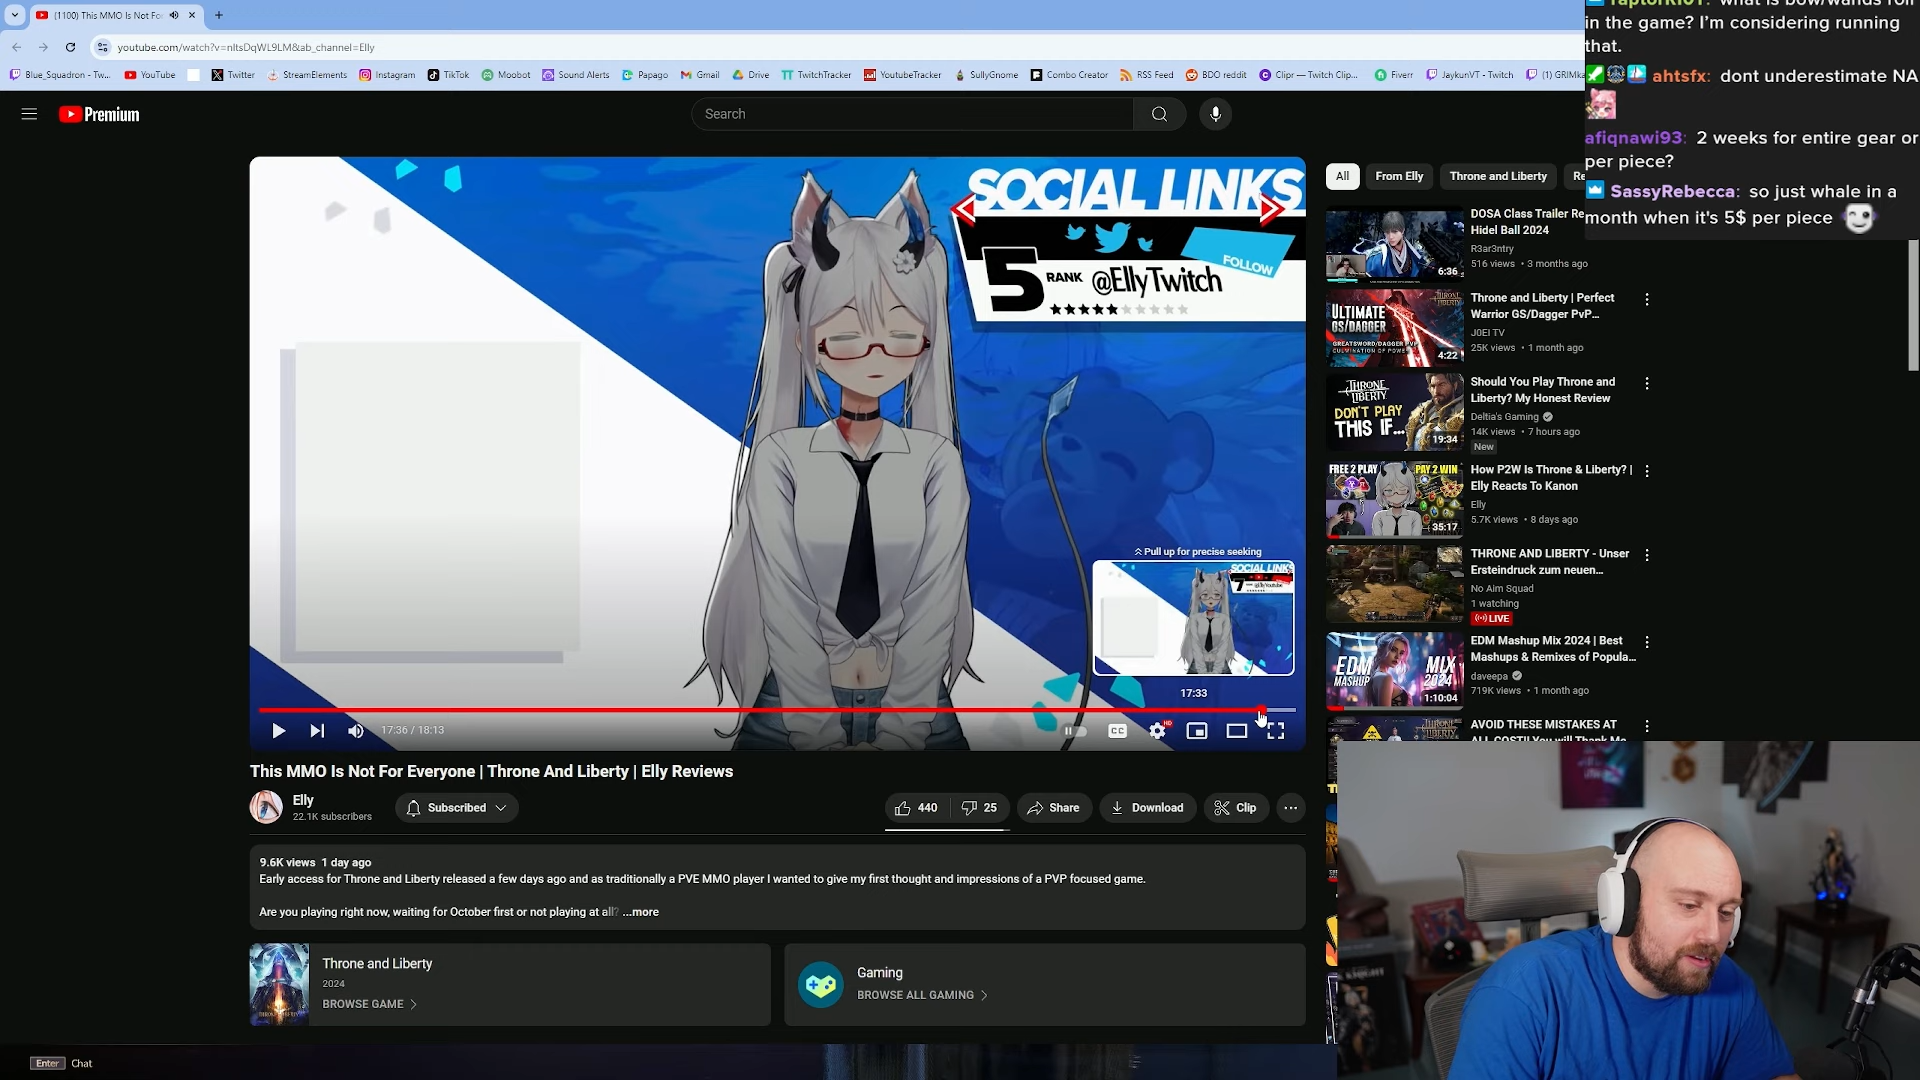 (1100) This MMO Is Not Fo
youtube.com/watch?v=nItsDqWL9LM&ab_channel=Elly
Blue_Squadron - Tw...
YouTube
Twitter
StreamElements
Instagram
TikTok
Moobot
Sound Alerts
Papago
Gmail
Drive
TwitchTracker
YoutubeTracker
SullyGnome
Combo Creator
RSS Feed
BDO reddit
Clipr — Twitch Clip...
Fiverr
JaykunVT - Twitch
in the game? I'm considering running
that.
ahtsfx: dont underestimate NA
afiqnawi93: 2 weeks for entire gear or
per piece?
SassyRebecca: so just whale in a
month when it's 5$ per piece
Premium
Search
SOCIAL LINKS
FOLLOW
5 RANK @EllyTwitch
Pull up for precise seeking
SOCIAL LINKS
17:33
17:36 / 18:13
CC
HD
This MMO Is Not For Everyone | Throne And Liberty | Elly Reviews
Elly
22.1K subscribers
Subscribed
440
25
Share
Download
Clip
9.6K views 1 day ago
Early access for Throne and Liberty released a few days ago and as traditionally a PVE MMO player I wanted to give my first thought and impressions of a PVP focused game.
Are you playing right now, waiting for October first or not playing at all? ...more
Throne and Liberty
2024
BROWSE GAME
Gaming
BROWSE ALL GAMING
All
From Elly
Throne and Liberty
Re
DOSA Class Trailer Re
Hidel Ball 2024
R3ar3ntry
516 views • 3 months ago
6:36
Throne and Liberty | Perfect
Warrior GS/Dagger PvP...
J0EI TV
25K views • 1 month ago
ULTIMATE
GS/DAGGER
4:22
Should You Play Throne and
Liberty? My Honest Review
Deltia's Gaming
14K views • 7 hours ago
New
THRONE
LIBERTY
DON'T PLAY
THIS IF...
19:34
How P2W Is Throne & Liberty? |
Elly Reacts To Kanon
Elly
5.7K views • 8 days ago
FREE 2 PLAY
PAY 2 WIN
35:17
THRONE AND LIBERTY - Unser
Ersteindruck zum neuen...
No Aim Squad
1 watching
LIVE
EDM Mashup Mix 2024 | Best
Mashups & Remixes of Popula...
daveepa
719K views • 1 month ago
EDM
MASHUP
MIX
2024
1:10:04
AVOID THESE MISTAKES AT
Enter Chat